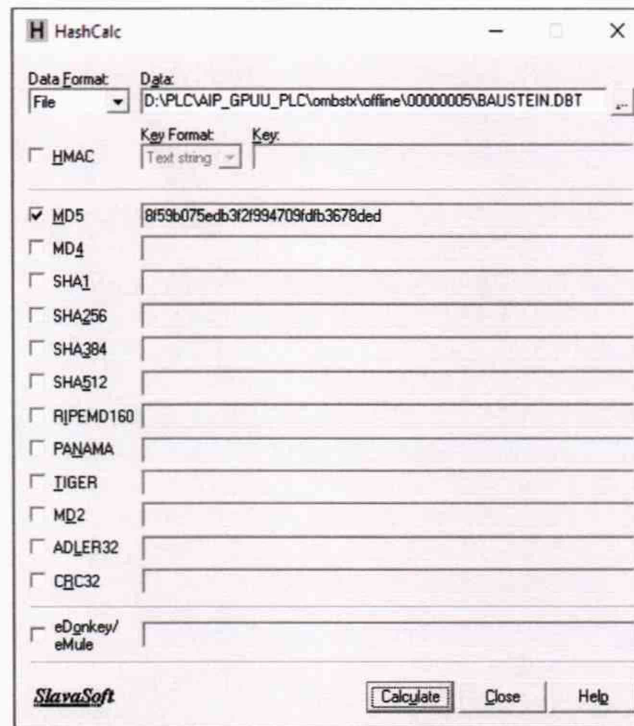 H HashCalc
Data Format: Data:
File D:\PLC\AIP_GPUU_PLC\ombstx\offline\00000005\BAUSTEIN.DBT ...
Key Format: Key:
HMAC Text string
MD5 8f59b075edb3f2f994709fdfb3678ded
MD4
SHA1
SHA256
SHA384
SHA512
RIPEMD160
PANAMA
TIGER
MD2
ADLER32
CRC32
eDonkey/
eMule
SlavaSoft Calculate Close Help